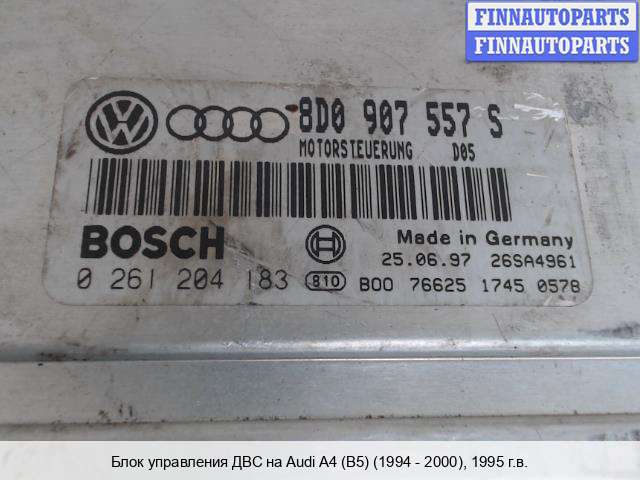 FINNAUTOPARTS
FINNAUTOPARTS
8D0 907 557 S
MOTORSTEUERUNG D05
BOSCH
Made in Germany
25.06.97 26SA4961
0 261 204 183 810 B00 76625 1745 0578
Блок управления ДВС на Audi A4 (B5) (1994 - 2000), 1995 г.в.